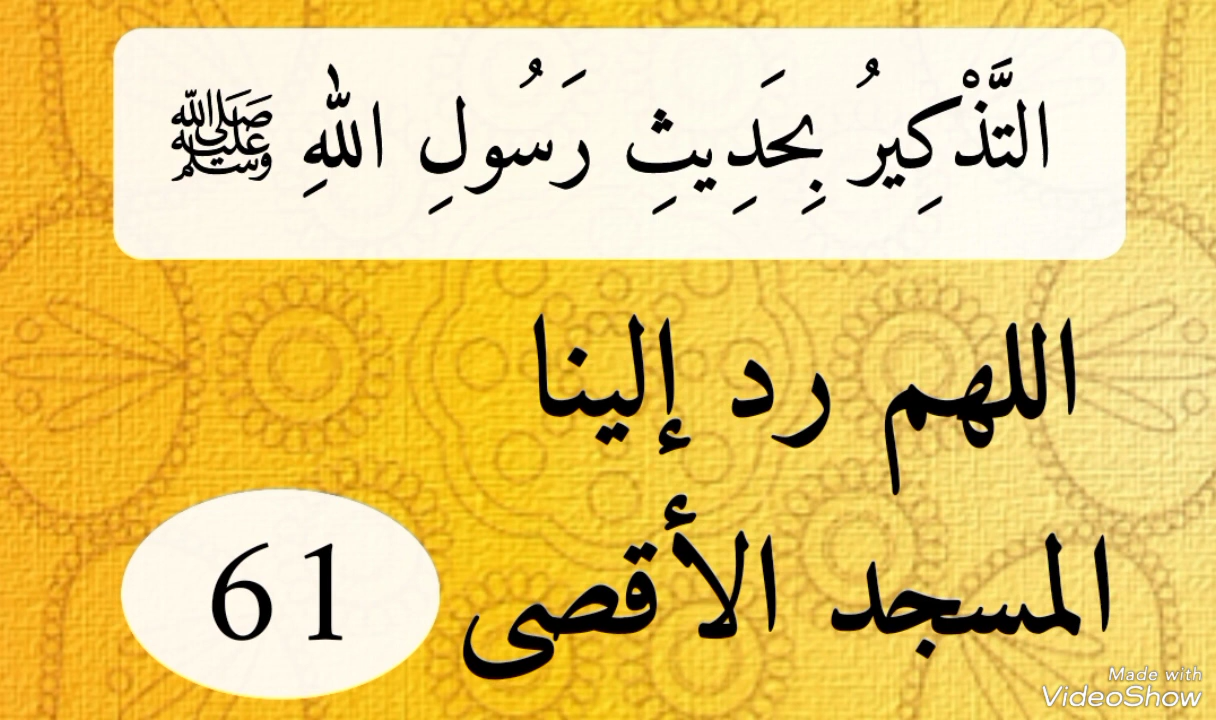 التَّذْكِيرُ بِحَدِيثِ رَسُولِ اللهِ ﷺ
اللهم رد إلينا
المسجد الأقصى
61
Made with
VideoShow